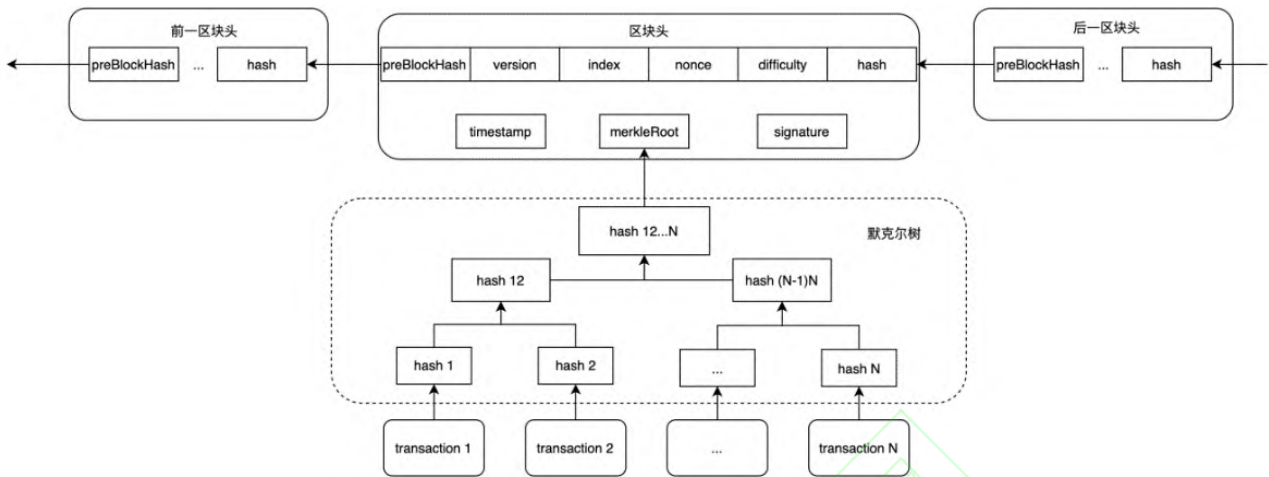 前一区块头
preBlockHash ... hash
区块头
preBlockHash version index nonce difficulty hash
timestamp merkleRoot signature
后一区块头
preBlockHash ... hash
默克尔树
hash 12...N
hash 12 hash (N-1)N
hash 1 hash 2 ... hash N
transaction 1 transaction 2 ... transaction N